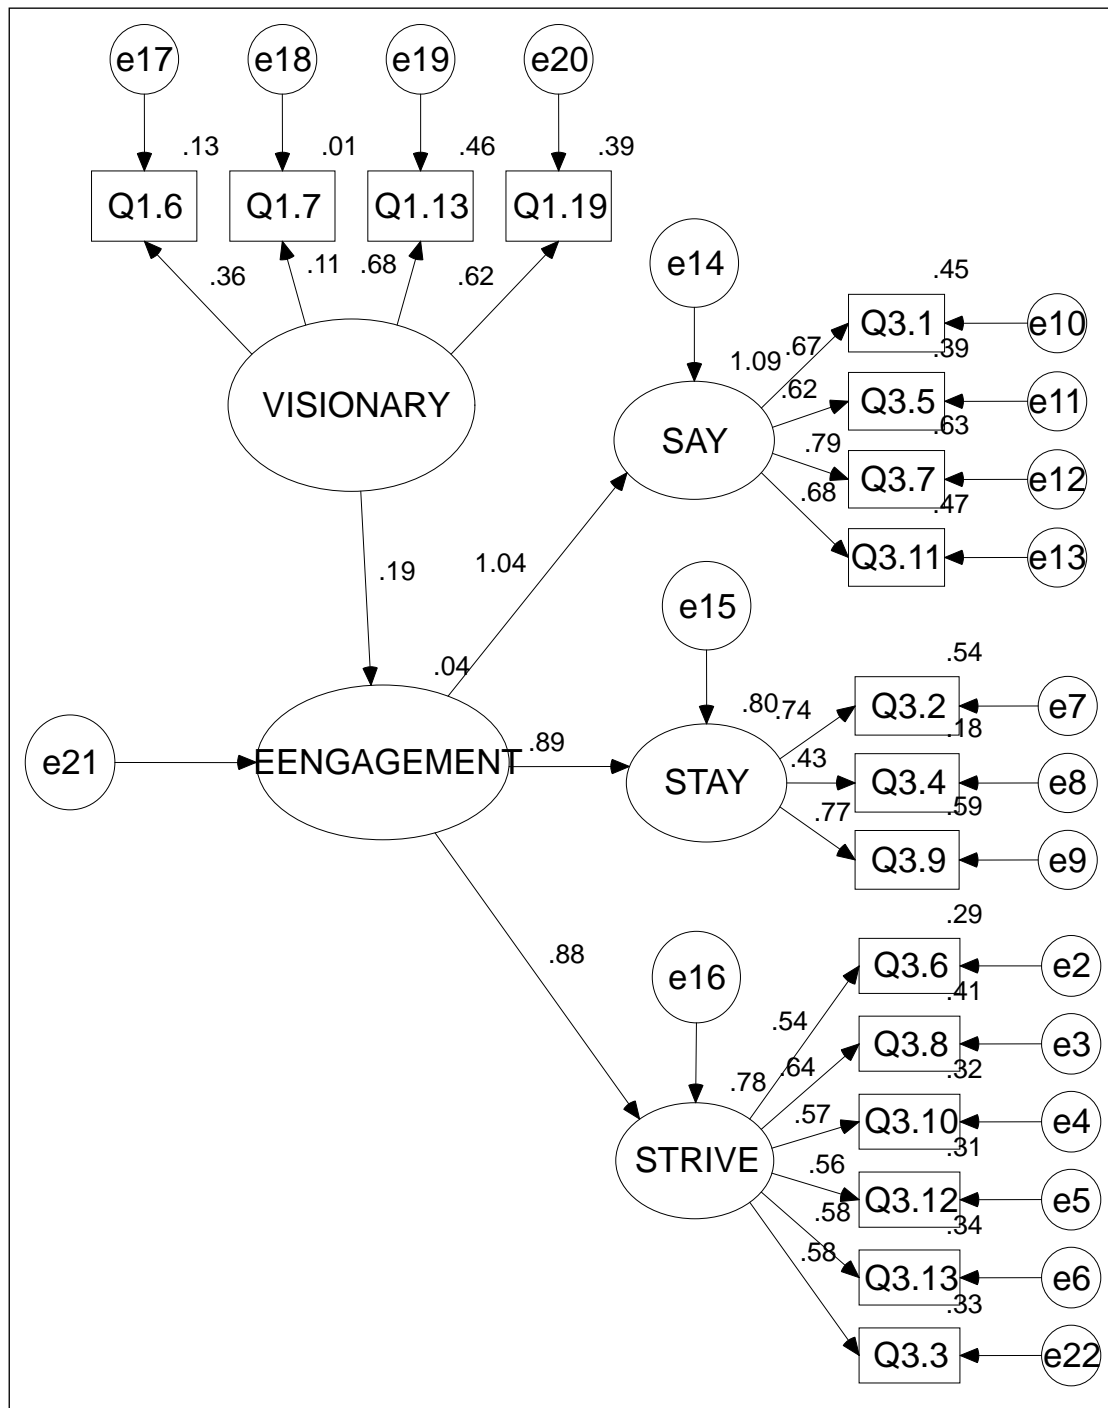 e17 e18 e19 e20
.13 .01 .46 .39
Q1.6 Q1.7 Q1.13 Q1.19
.36 .11 .68 .62
VISIONARY
.19
e14
1.09
SAY
.45
.67 Q3.1 e10
.39
.62 Q3.5 e11
.63
.79 Q3.7 e12
.47
.68 Q3.11 e13
1.04
e15
.80
STAY
.54
.74 Q3.2 e7
.18
.43 Q3.4 e8
.59
.77 Q3.9 e9
.04
e21 EENGAGEMENT .89
.88
e16
.78
STRIVE
.29
.54 Q3.6 e2
.41
.64 Q3.8 e3
.32
.57 Q3.10 e4
.31
.56 Q3.12 e5
.34
.58 Q3.13 e6
.33
.58 Q3.3 e22